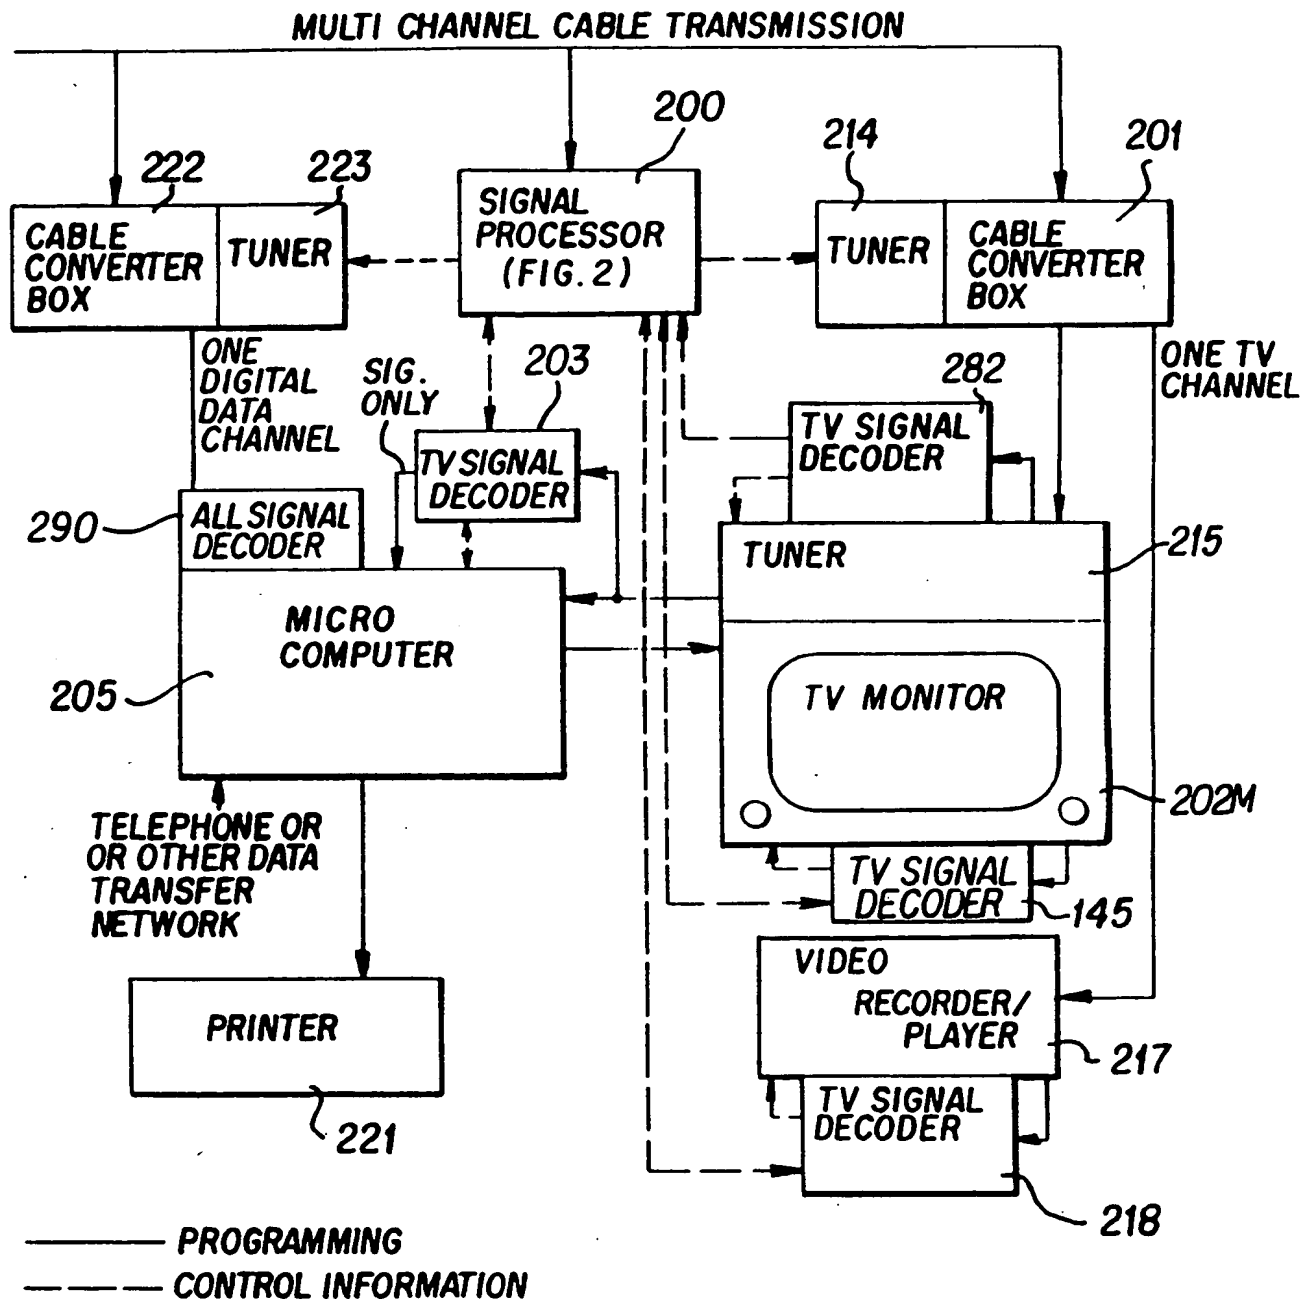 MULTI CHANNEL CABLE TRANSMISSION
200
214
201
222
223
CABLE
CONVERTER
BOX
TUNER
SIGNAL
PROCESSOR
(FIG. 2)
TUNER
CABLE
CONVERTER
BOX
ONE
DIGITAL
DATA
CHANNEL
SIG.
ONLY
203
282
ONE TV
CHANNEL
TV SIGNAL
DECODER
TV SIGNAL
DECODER
290
ALL SIGNAL
DECODER
TUNER
215
MICRO
COMPUTER
205
TV MONITOR
202M
TELEPHONE OR
OR OTHER DATA
TRANSFER
NETWORK
TV SIGNAL
DECODER
145
VIDEO
RECORDER/
PLAYER
217
PRINTER
221
TV SIGNAL
DECODER
218
PROGRAMMING
CONTROL INFORMATION